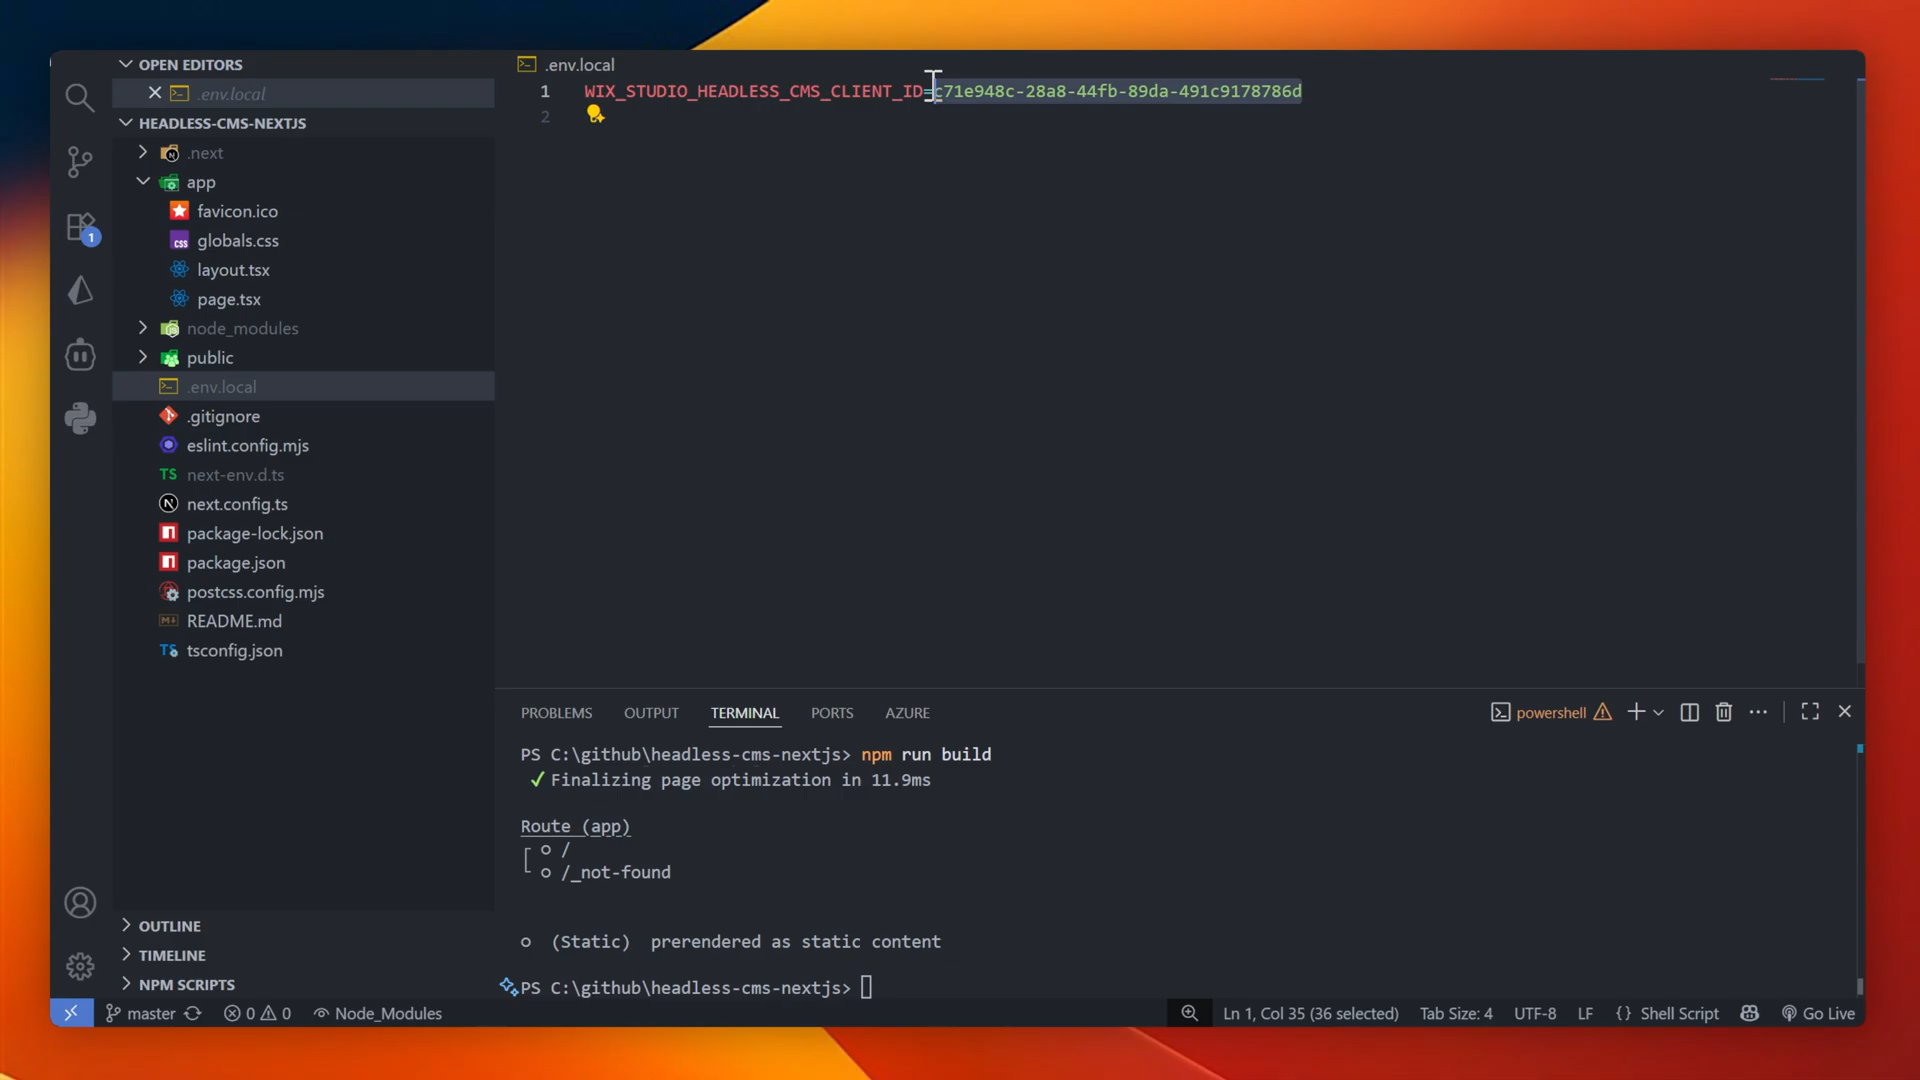 OPEN EDITORS
.env.local
HEADLESS-CMS-NEXTJS
.next
app
favicon.ico
globals.css
layout.tsx
page.tsx
node_modules
public
.env.local
.gitignore
eslint.config.mjs
TS next-env.d.ts
next.config.ts
package-lock.json
package.json
postcss.config.mjs
README.md
TS tsconfig.json
OUTLINE
TIMELINE
NPM SCRIPTS
1
.env.local
1 WIX_STUDIO_HEADLESS_CMS_CLIENT_ID=c71e948c-28a8-44fb-89da-491c9178786d
2
PROBLEMS OUTPUT TERMINAL PORTS AZURE
powershell
PS C:\github\headless-cms-nextjs> npm run build
✓ Finalizing page optimization in 11.9ms
Route (app)
┌ ○ /
└ ○ /_not-found
○ (Static) prerendered as static content
PS C:\github\headless-cms-nextjs>
master 0 0 Node_Modules
Ln 1, Col 35 (36 selected) Tab Size: 4 UTF-8 LF {} Shell Script Go Live